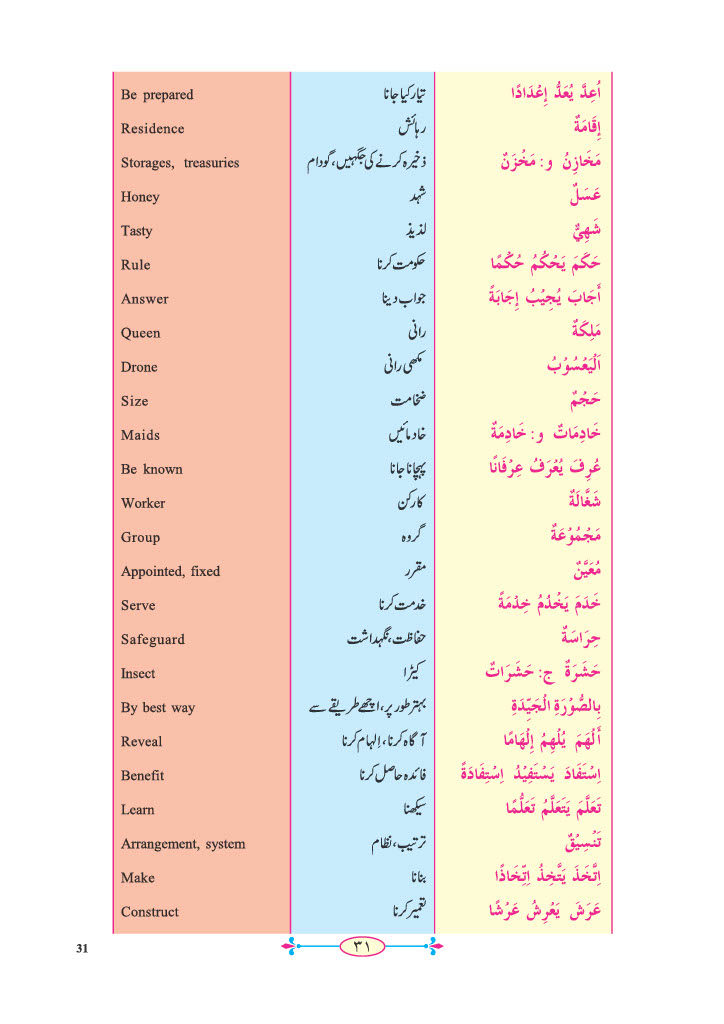 Be prepared تیار کیا جانا اُعِدَّ يُعَدُّ إِعْدَادًا
Residence رہائش إِقَامَةٌ
Storages, treasuries ذخیرہ کرنے کی جگہیں، گودام مَخَازِنُ و: مَخْزَنٌ
Honey شہد عَسَلٌ
Tasty لذیذ شَهِيٌّ
Rule حکومت کرنا حَكَمَ يَحْكُمُ حُكْمًا
Answer جواب دینا أَجَابَ يُجِيْبُ إِجَابَةً
Queen رانی مَلِكَةٌ
Drone مکھی رانی اَلْيَعْسُوْبُ
Size ضخامت حَجْمٌ
Maids خادمائیں خَادِمَاتٌ و: خَادِمَةٌ
Be known پہچانا جانا عُرِفَ يُعْرَفُ عِرْفَانًا
Worker کارکن شَغَّالَةٌ
Group گروہ مَجْمُوْعَةٌ
Appointed, fixed مقرر مُعَيَّنٌ
Serve خدمت کرنا خَدَمَ يَخْدُمُ خِدْمَةً
Safeguard حفاظت، نگہداشت حِرَاسَةٌ
Insect کیڑا حَشَرَةٌ ج: حَشَرَاتٌ
By best way بہتر طور پر، اچھے طریقے سے بِالصُّوْرَةِ الْجَيِّدَةِ
Reveal آگاہ کرنا، اِلہام کرنا أَلْهَمَ يُلْهِمُ إِلْهَامًا
Benefit فائدہ حاصل کرنا اِسْتَفَادَ يَسْتَفِيْدُ اِسْتِفَادَةً
Learn سیکھنا تَعَلَّمَ يَتَعَلَّمُ تَعَلُّمًا
Arrangement, system ترتیب، نظام تَنْسِيْقٌ
Make بنانا اِتَّخَذَ يَتَّخِذُ اِتِّخَاذًا
Construct تعمیر کرنا عَرَشَ يَعْرِشُ عَرْشًا
31 ۳۱